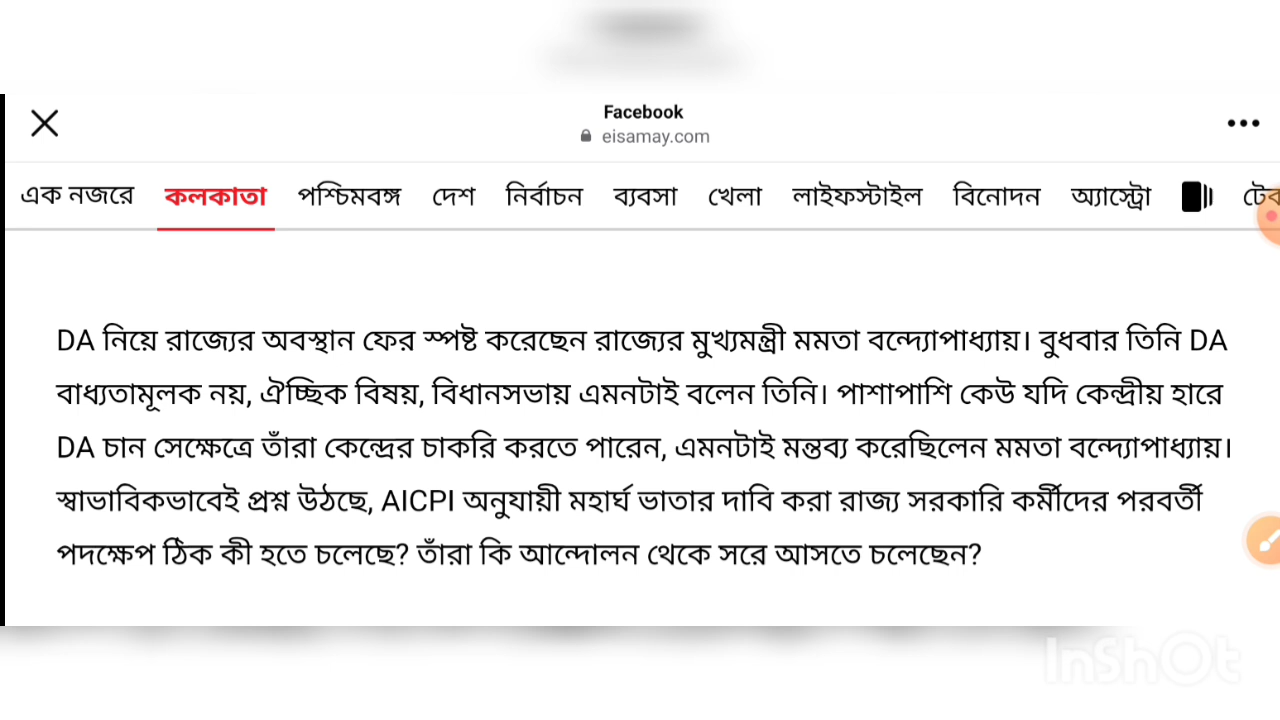 Facebook
eisamay.com
এক নজরে কলকাতা পশ্চিমবঙ্গ দেশ নির্বাচন ব্যবসা খেলা লাইফস্টাইল বিনোদন অ্যাস্ট্রো
DA নিয়ে রাজ্যের অবস্থান ফের স্পষ্ট করেছেন রাজ্যের মুখ্যমন্ত্রী মমতা বন্দ্যোপাধ্যায়। বুধবার তিনি DA
বাধ্যতামূলক নয়, ঐচ্ছিক বিষয়, বিধানসভায় এমনটাই বলেন তিনি। পাশাপাশি কেউ যদি কেন্দ্রীয় হারে
DA চান সেক্ষেত্রে তাঁরা কেন্দ্রের চাকরি করতে পারেন, এমনটাই মন্তব্য করেছিলেন মমতা বন্দ্যোপাধ্যায়।
স্বাভাবিকভাবেই প্রশ্ন উঠছে, AICPI অনুযায়ী মহার্ঘ ভাতার দাবি করা রাজ্য সরকারি কর্মীদের পরবর্তী
পদক্ষেপ ঠিক কী হতে চলেছে? তাঁরা কি আন্দোলন থেকে সরে আসতে চলেছেন?
InShOt